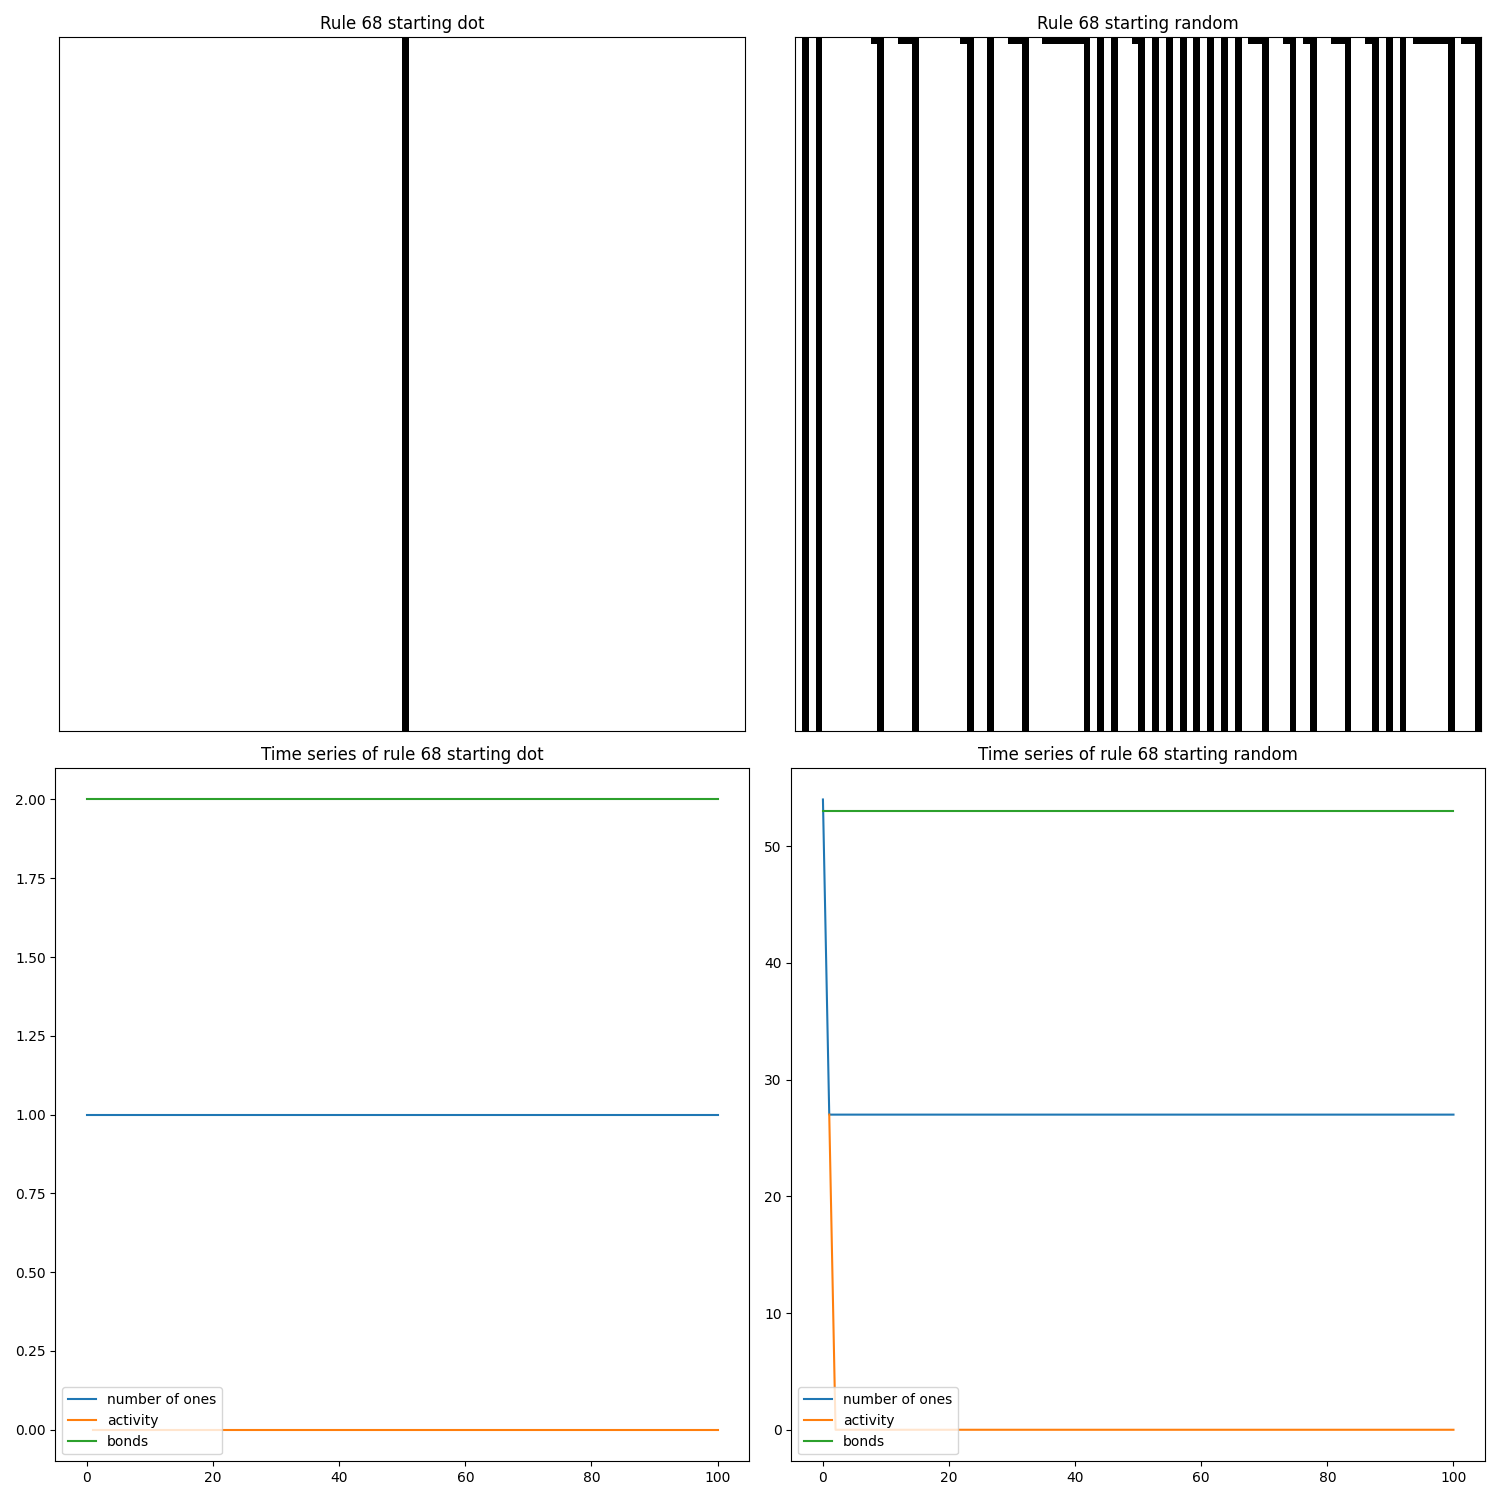 Rule 68 starting dot
Rule 68 starting random
Time series of rule 68 starting dot
2.00
1.75
1.50
1.25
1.00
0.75
0.50
0.25
0.00
number of ones
activity
bonds
0
20
40
60
80
100
Time series of rule 68 starting random
50
40
30
20
10
0
number of ones
activity
bonds
0
20
40
60
80
100